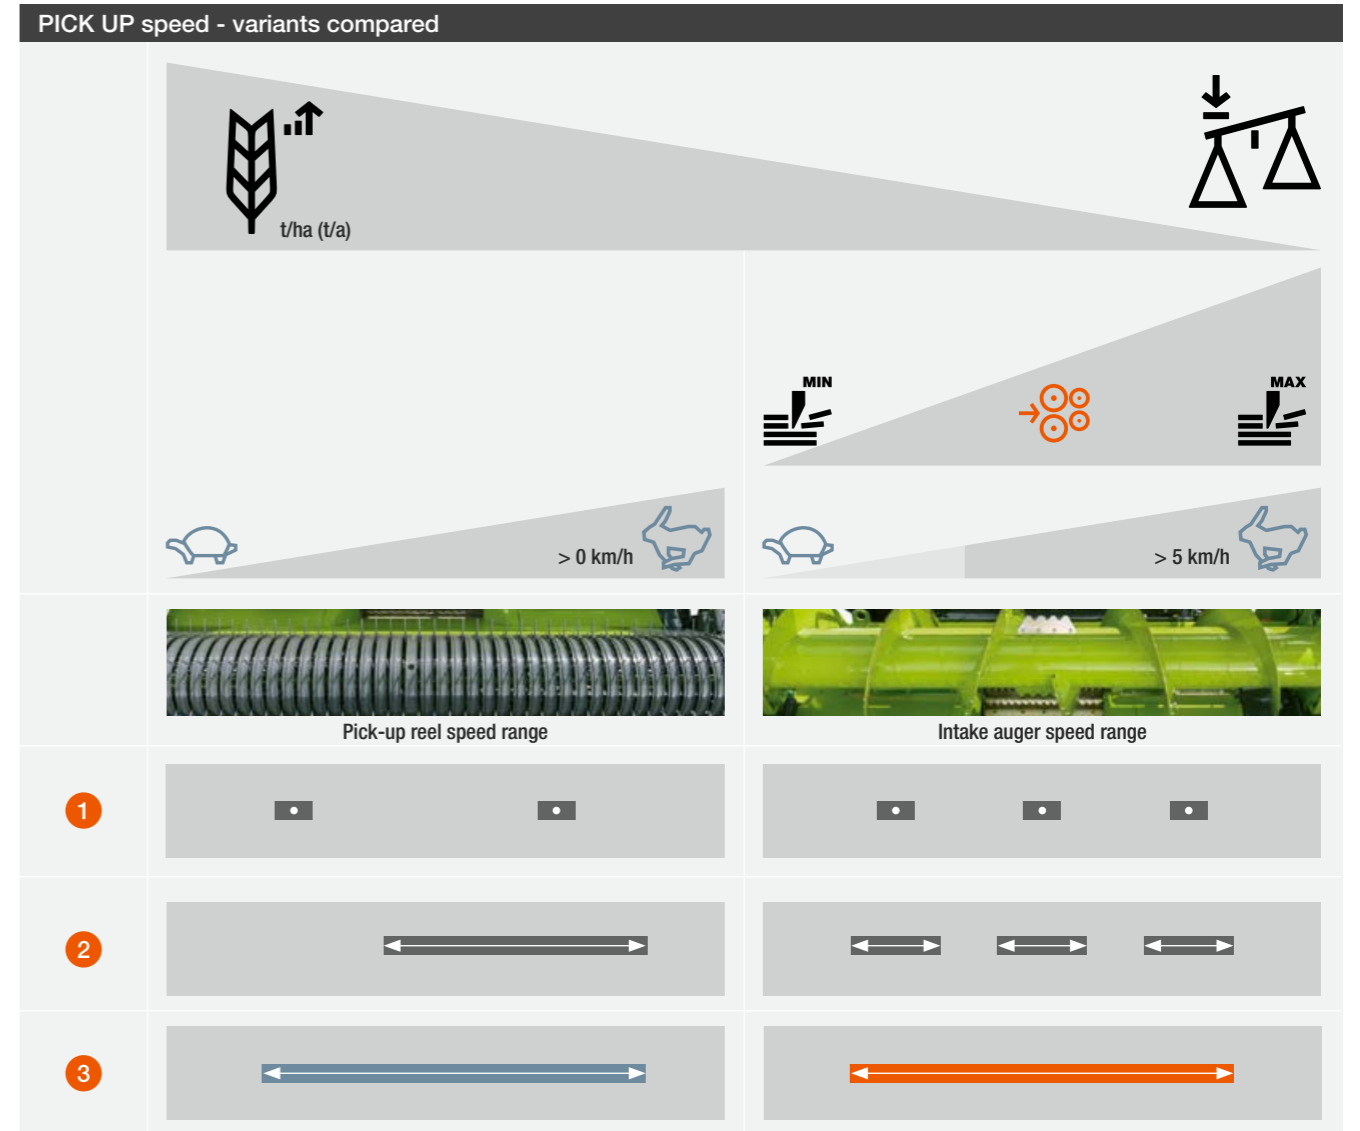 PICK UP speed - variants compared
t/ha (t/a)
MIN
MAX
> 0 km/h
> 5 km/h
Pick-up reel speed range
Intake auger speed range
1
2
3